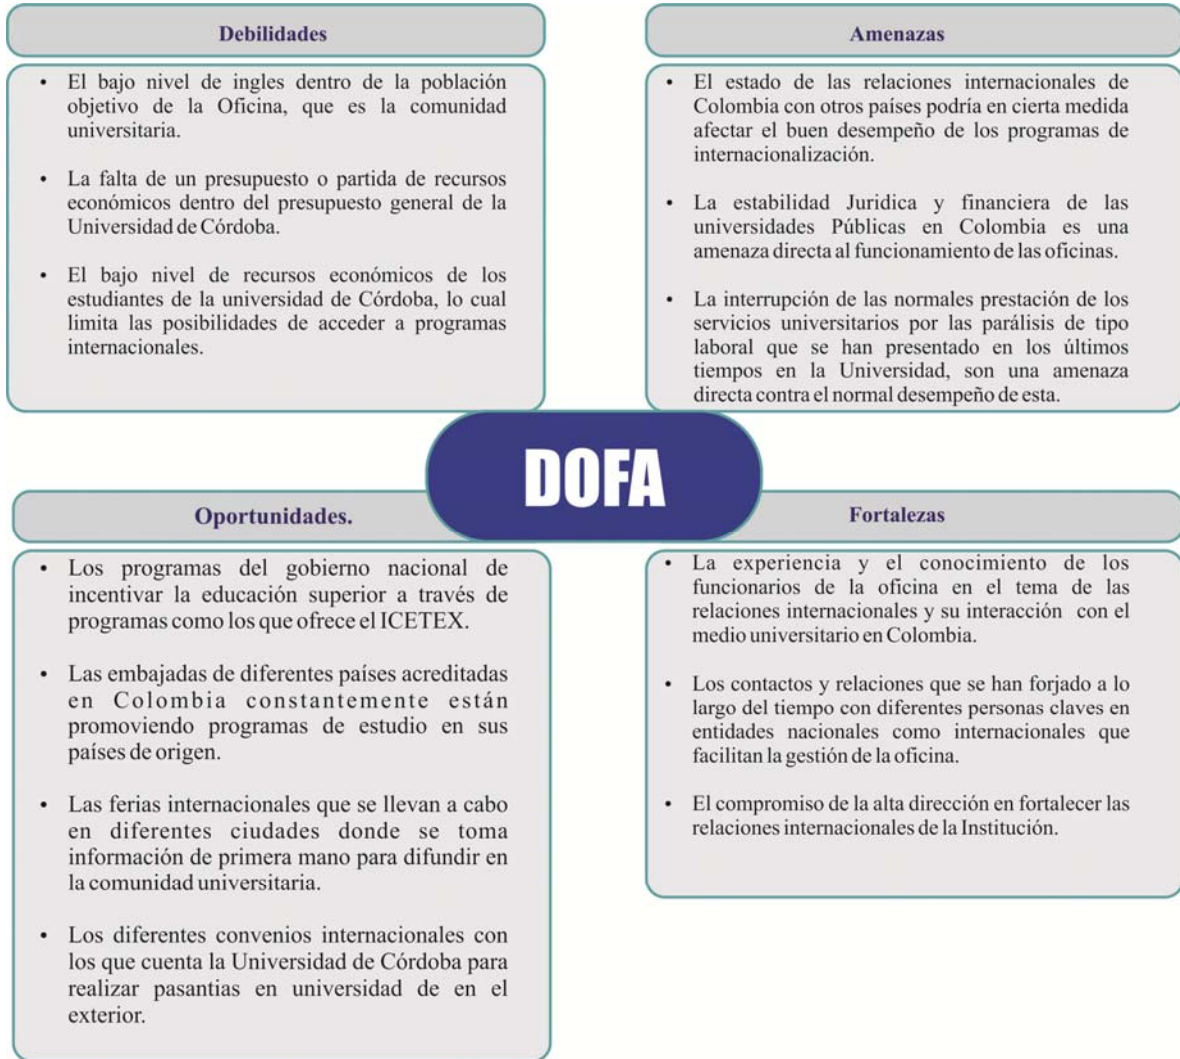 Debilidades
• El bajo nivel de ingles dentro de la población
objetivo de la Oficina, que es la comunidad
universitaria.
• La falta de un presupuesto o partida de recursos
económicos dentro del presupuesto general de la
Universidad de Córdoba.
• El bajo nivel de recursos económicos de los
estudiantes de la universidad de Córdoba, lo cual
limita las posibilidades de acceder a programas
internacionales.
Amenazas
• El estado de las relaciones internacionales de
Colombia con otros países podría en cierta medida
afectar el buen desempeño de los programas de
internacionalización.
• La estabilidad Juridica y financiera de las
universidades Públicas en Colombia es una
amenaza directa al funcionamiento de las oficinas.
• La interrupción de las normales prestación de los
servicios universitarios por las parálisis de tipo
laboral que se han presentado en los últimos
tiempos en la Universidad, son una amenaza
directa contra el normal desempeño de esta.
DOFA
Oportunidades.
• Los programas del gobierno nacional de
incentivar la educación superior a través de
programas como los que ofrece el ICETEX.
• Las embajadas de diferentes países acreditadas
en Colombia constantemente están
promoviendo programas de estudio en sus
países de origen.
• Las ferias internacionales que se llevan a cabo
en diferentes ciudades donde se toma
información de primera mano para difundir en
la comunidad universitaria.
• Los diferentes convenios internacionales con
los que cuenta la Universidad de Córdoba para
realizar pasantias en universidad de en el
exterior.
Fortalezas
• La experiencia y el conocimiento de los
funcionarios de la oficina en el tema de las
relaciones internacionales y su interacción con el
medio universitario en Colombia.
• Los contactos y relaciones que se han forjado a lo
largo del tiempo con diferentes personas claves en
entidades nacionales como internacionales que
facilitan la gestión de la oficina.
• El compromiso de la alta dirección en fortalecer las
relaciones internacionales de la Institución.